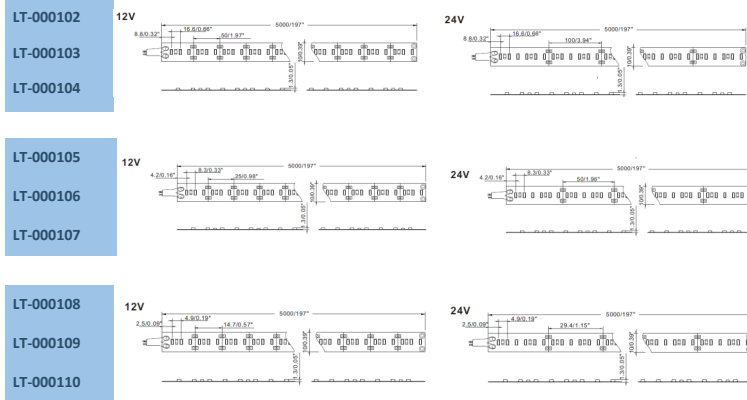 LT-000102
LT-000103
LT-000104
12V
5000/197"
8.8/0.32"
16.6/0.66"
50/1.97"
10/0.39"
1.3/0.05"
24V
5000/197"
8.8/0.32"
16.6/0.66"
100/3.94"
10/0.39"
1.3/0.05"
LT-000105
LT-000106
LT-000107
12V
5000/197"
4.2/0.16"
8.3/0.33"
25/0.98"
10/0.39"
1.3/0.05"
24V
5000/197"
4.2/0.16"
8.3/0.33"
50/1.96"
10/0.39"
1.3/0.05"
LT-000108
LT-000109
LT-000110
12V
5000/197"
2.5/0.09"
4.9/0.19"
14.7/0.57"
10/0.39"
1.3/0.05"
24V
5000/197"
2.5/0.09"
4.9/0.19"
29.4/1.15"
10/0.39"
1.3/0.05"